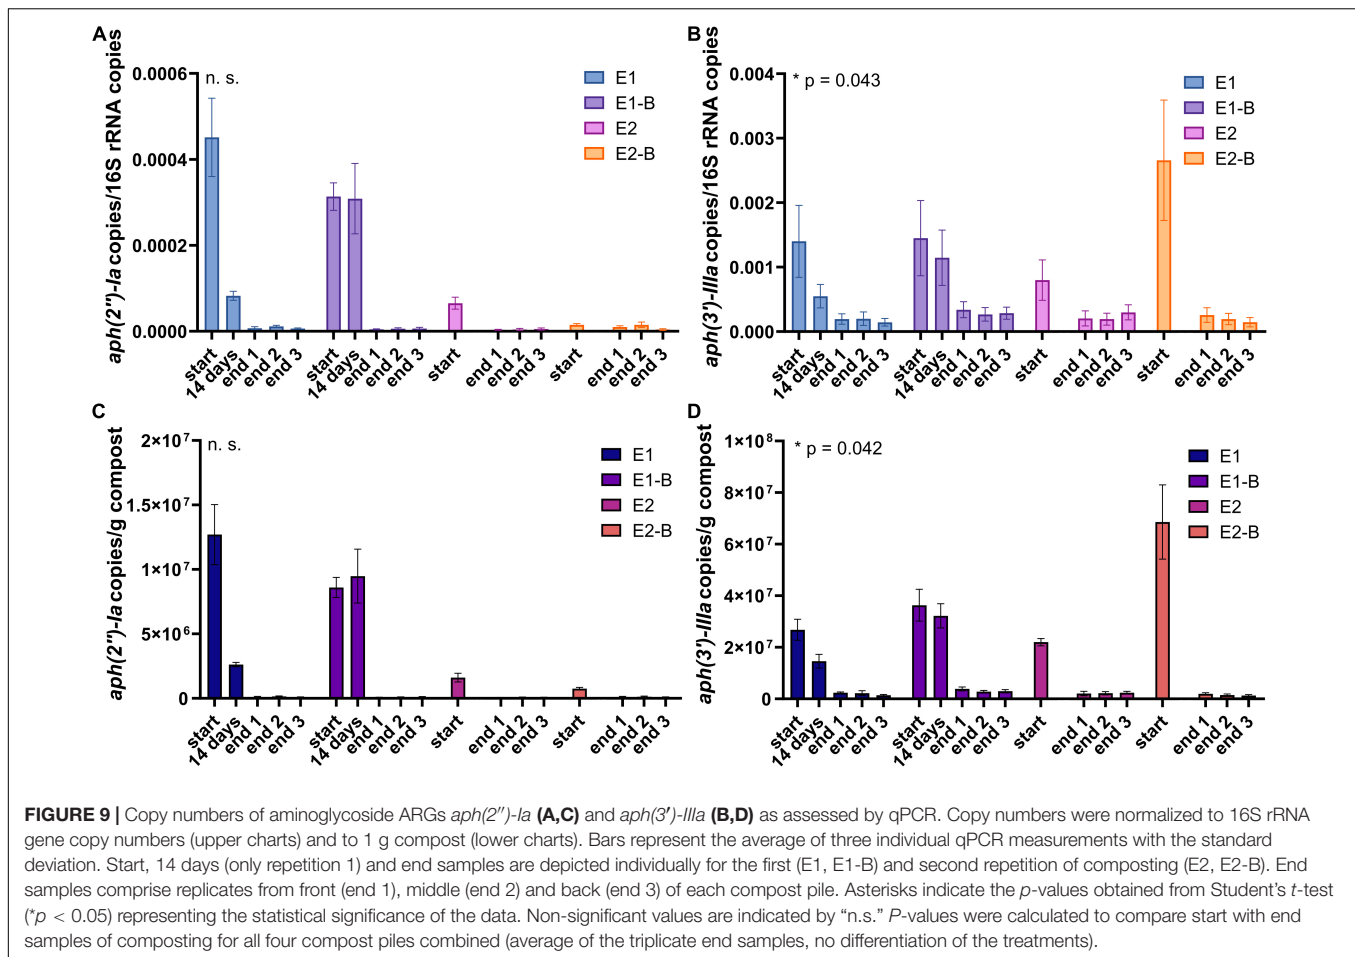 A
aph(2″)-Ia copies/16S rRNA copies
n. s.
0.0006
0.0004
0.0002
0.0000
E1
E1-B
E2
E2-B
start
14 days
end 1
end 2
end 3
start
14 days
end 1
end 2
end 3
start
end 1
end 2
end 3
start
end 1
end 2
end 3
B
aph(3′)-IIIa copies/16S rRNA copies
* p = 0.043
0.004
0.003
0.002
0.001
0.000
E1
E1-B
E2
E2-B
start
14 days
end 1
end 2
end 3
start
14 days
end 1
end 2
end 3
start
end 1
end 2
end 3
start
end 1
end 2
end 3
C
aph(2″)-Ia copies/g compost
n. s.
2×10⁷
1.5×10⁷
1×10⁷
5×10⁶
0
E1
E1-B
E2
E2-B
start
14 days
end 1
end 2
end 3
start
14 days
end 1
end 2
end 3
start
end 1
end 2
end 3
start
end 1
end 2
end 3
D
aph(3′)-IIIa copies/g compost
* p = 0.042
1×10⁸
8×10⁷
6×10⁷
4×10⁷
2×10⁷
0
E1
E1-B
E2
E2-B
start
14 days
end 1
end 2
end 3
start
14 days
end 1
end 2
end 3
start
end 1
end 2
end 3
start
end 1
end 2
end 3
FIGURE 9 | Copy numbers of aminoglycoside ARGs aph(2″)-Ia (A,C) and aph(3′)-IIIa (B,D) as assessed by qPCR. Copy numbers were normalized to 16S rRNA
gene copy numbers (upper charts) and to 1 g compost (lower charts). Bars represent the average of three individual qPCR measurements with the standard
deviation. Start, 14 days (only repetition 1) and end samples are depicted individually for the first (E1, E1-B) and second repetition of composting (E2, E2-B). End
samples comprise replicates from front (end 1), middle (end 2) and back (end 3) of each compost pile. Asterisks indicate the p-values obtained from Student's t-test
(*p < 0.05) representing the statistical significance of the data. Non-significant values are indicated by “n.s.” P-values were calculated to compare start with end
samples of composting for all four compost piles combined (average of the triplicate end samples, no differentiation of the treatments).